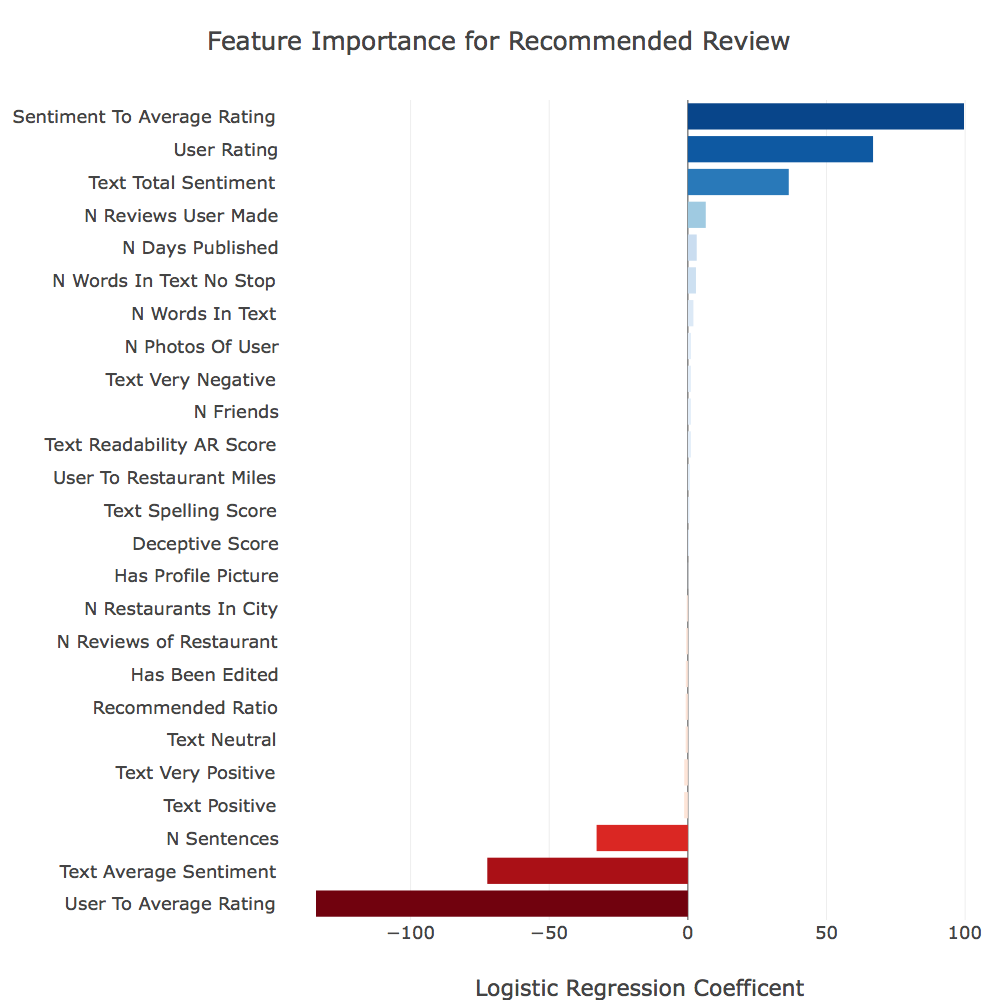 Feature Importance for Recommended Review
Sentiment To Average Rating
User Rating
Text Total Sentiment
N Reviews User Made
N Days Published
N Words In Text No Stop
N Words In Text
N Photos Of User
Text Very Negative
N Friends
Text Readability AR Score
User To Restaurant Miles
Text Spelling Score
Deceptive Score
Has Profile Picture
N Restaurants In City
N Reviews of Restaurant
Has Been Edited
Recommended Ratio
Text Neutral
Text Very Positive
Text Positive
N Sentences
Text Average Sentiment
User To Average Rating
−100 −50 0 50 100
Logistic Regression Coefficent